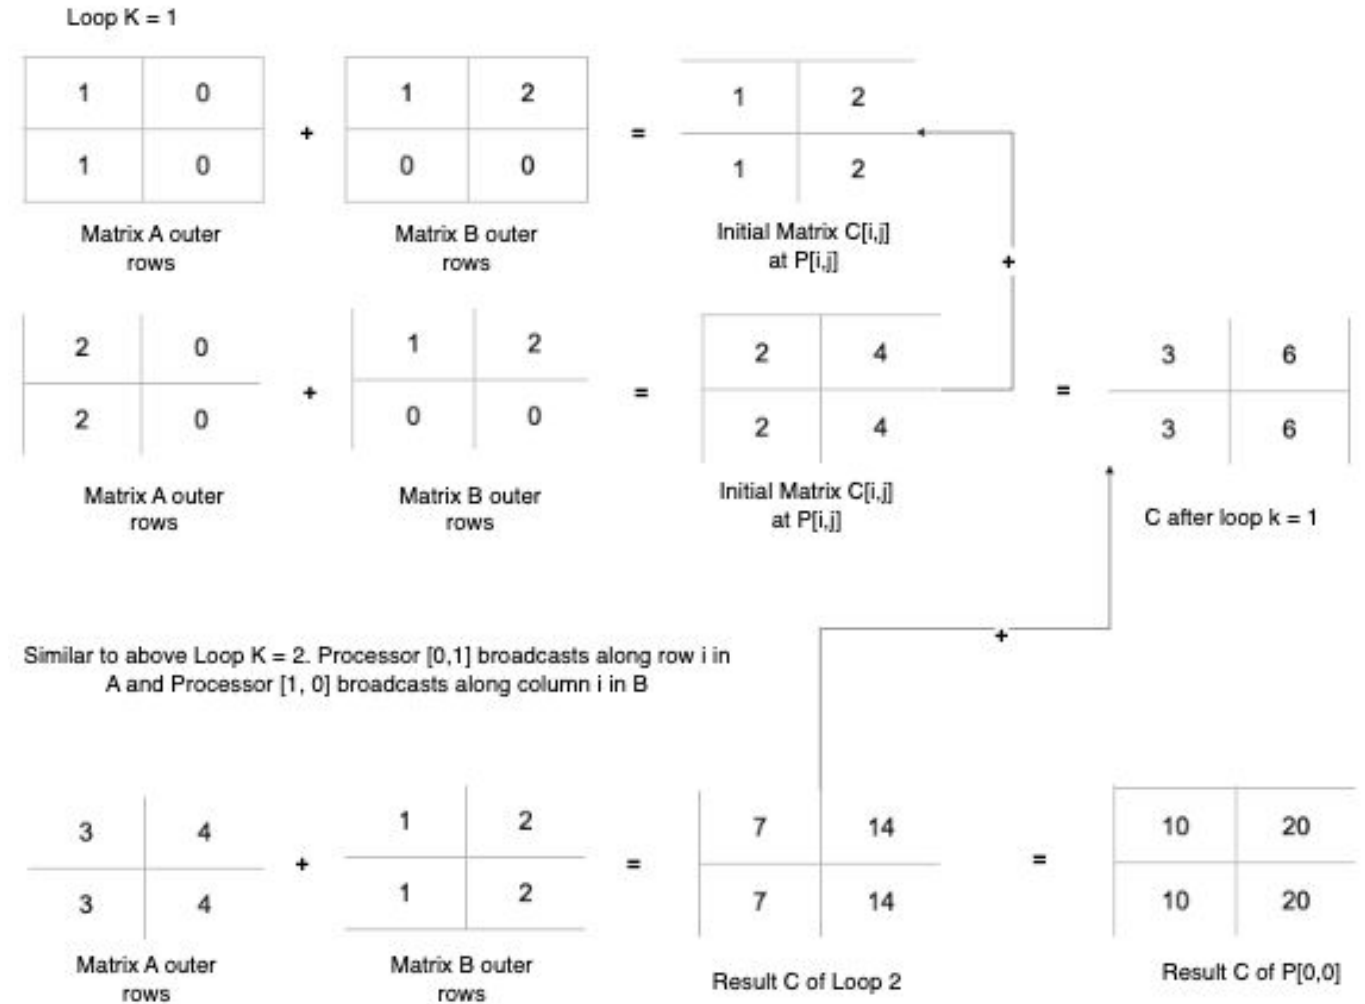 Loop K = 1
1 0 1 2 1 2
+ =
1 0 0 0 1 2
Matrix A outer
rows
Matrix B outer
rows
Initial Matrix C[i,j]
at P[i,j]
+
2 0 1 2 2 4 3 6
+ = =
2 0 0 0 2 4 3 6
Matrix A outer
rows
Matrix B outer
rows
Initial Matrix C[i,j]
at P[i,j]
C after loop k = 1
+
Similar to above Loop K = 2. Processor [0,1] broadcasts along row i in
A and Processor [1, 0] broadcasts along column i in B
3 4 1 2 7 14 10 20
+ = =
3 4 1 2 7 14 10 20
Matrix A outer
rows
Matrix B outer
rows
Result C of Loop 2
Result C of P[0,0]